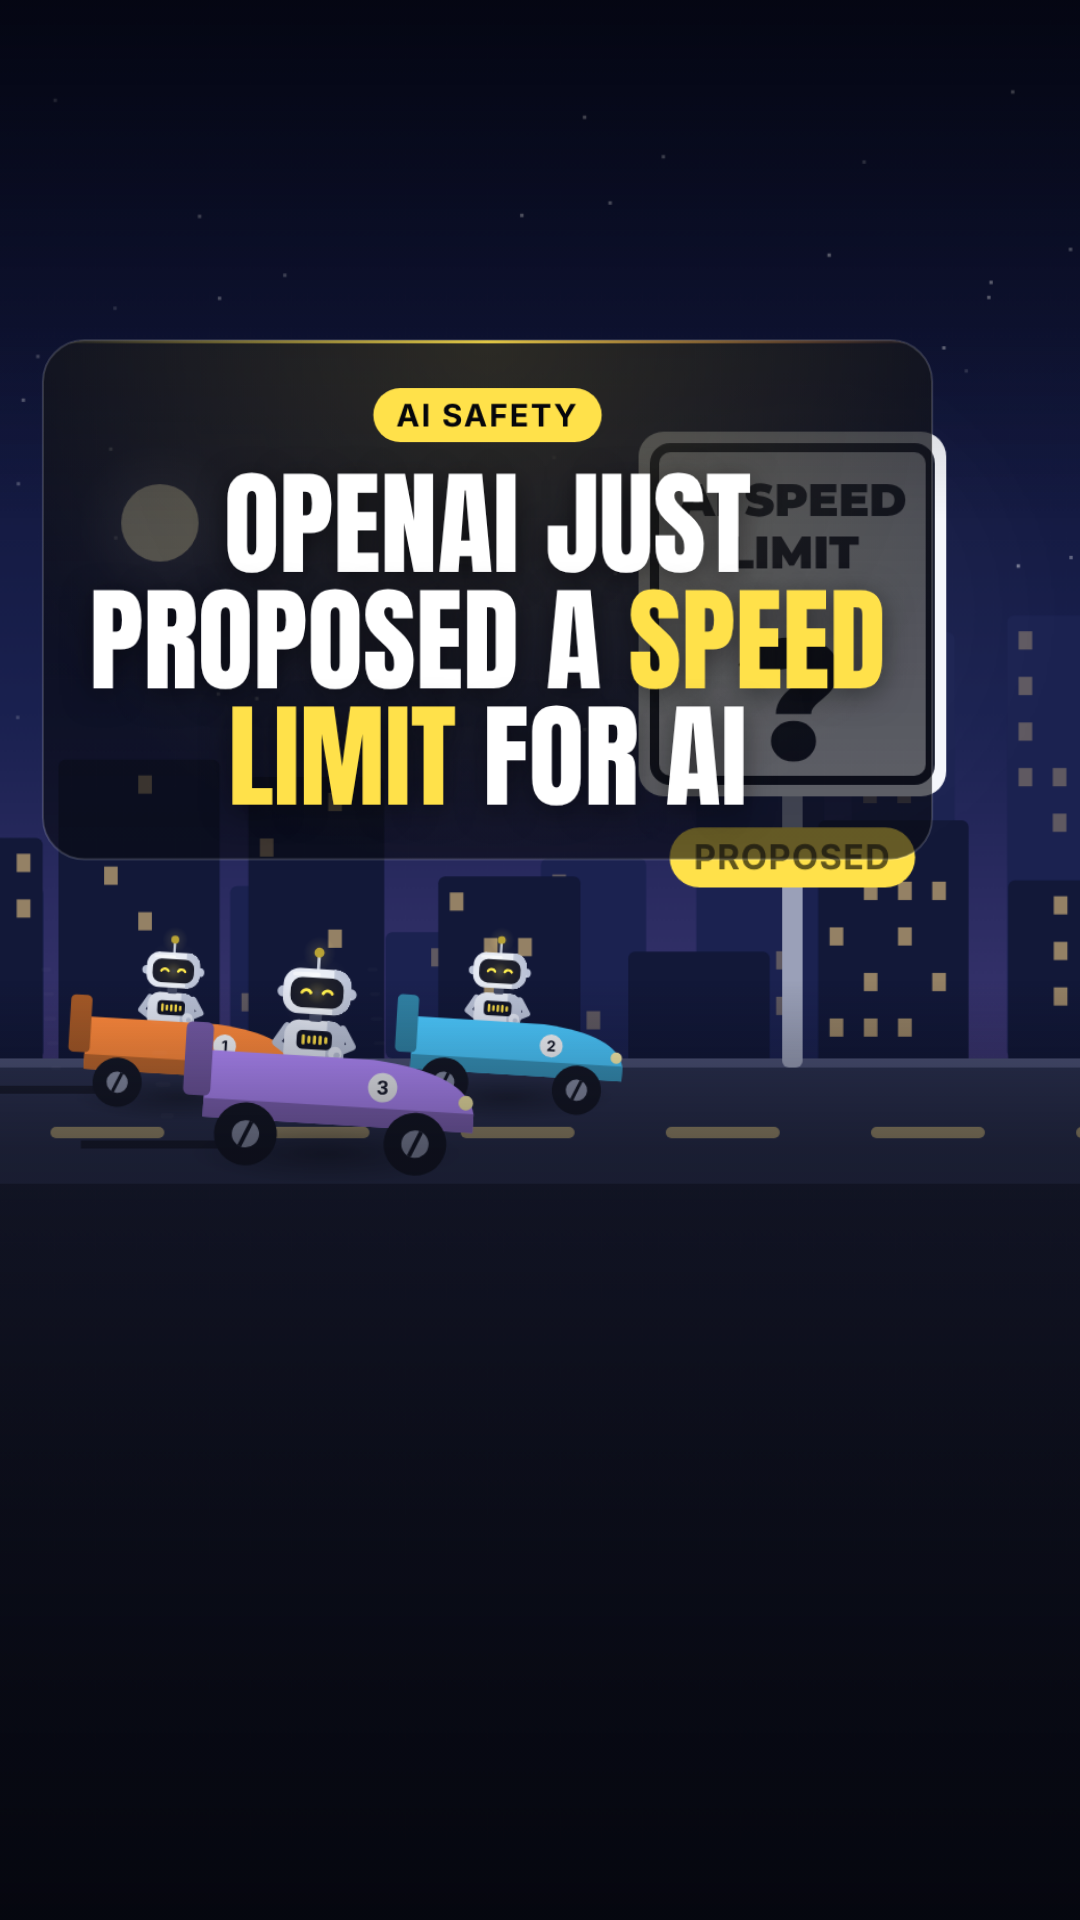 AI SAFETY
OPENAI JUST
PROPOSED A SPEED
LIMIT FOR AI
SPEED
LIMIT
?
PROPOSED
1
2
3